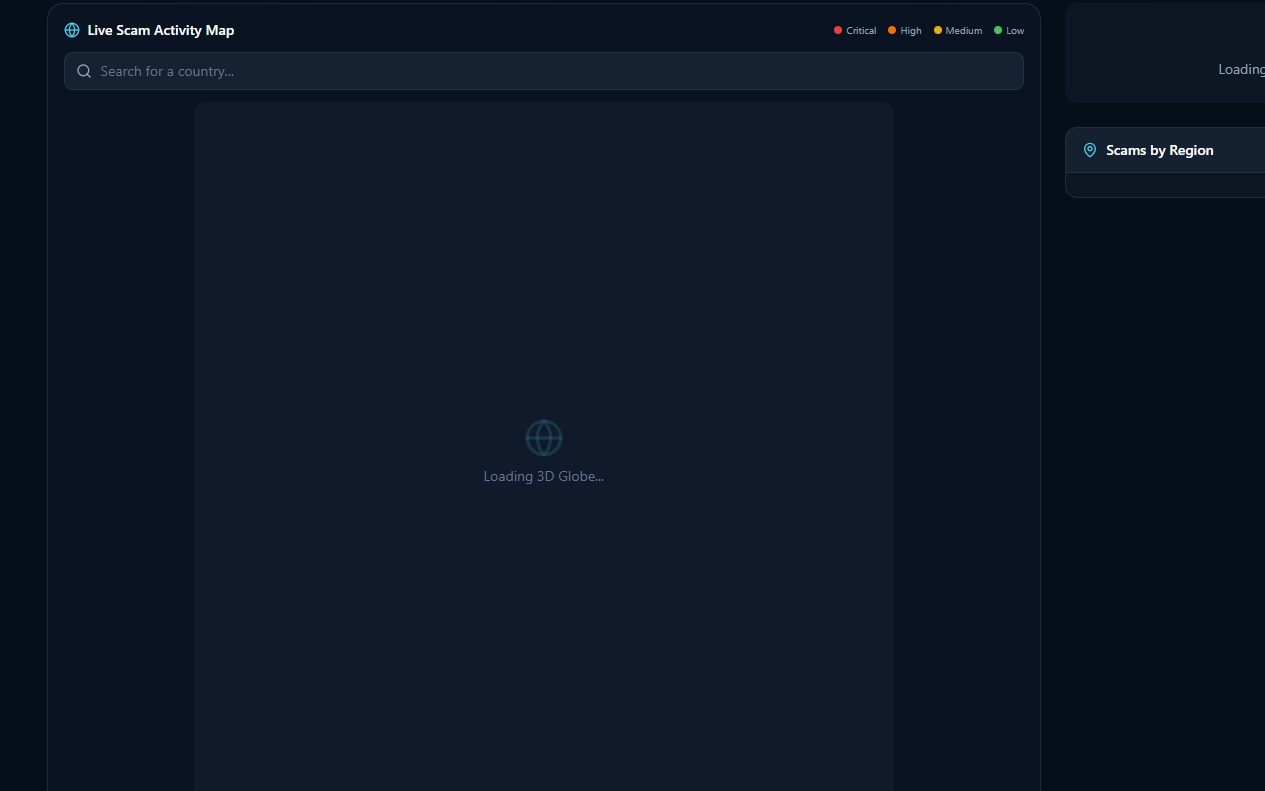 Live Scam Activity Map
Critical High Medium Low
Search for a country...
Loading 3D Globe...
Loading
Scams by Region